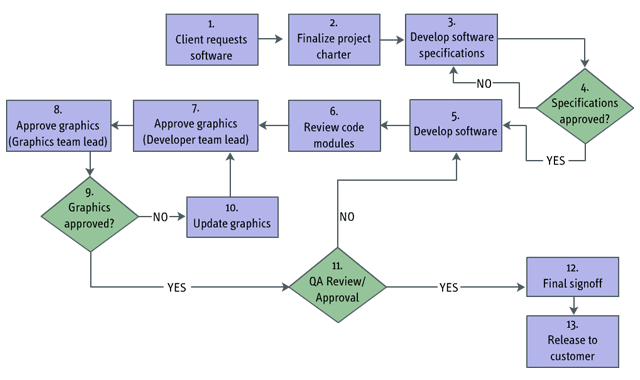 1.
Client requests
software
2.
Finalize project
charter
3.
Develop software
specifications
NO
4.
Specifications
approved?
YES
5.
Develop software
6.
Review code
modules
7.
Approve graphics
(Developer team lead)
8.
Approve graphics
(Graphics team lead)
9.
Graphics
approved?
NO
10.
Update graphics
YES
11.
QA Review/
Approval
NO
YES
12.
Final signoff
13.
Release to
customer